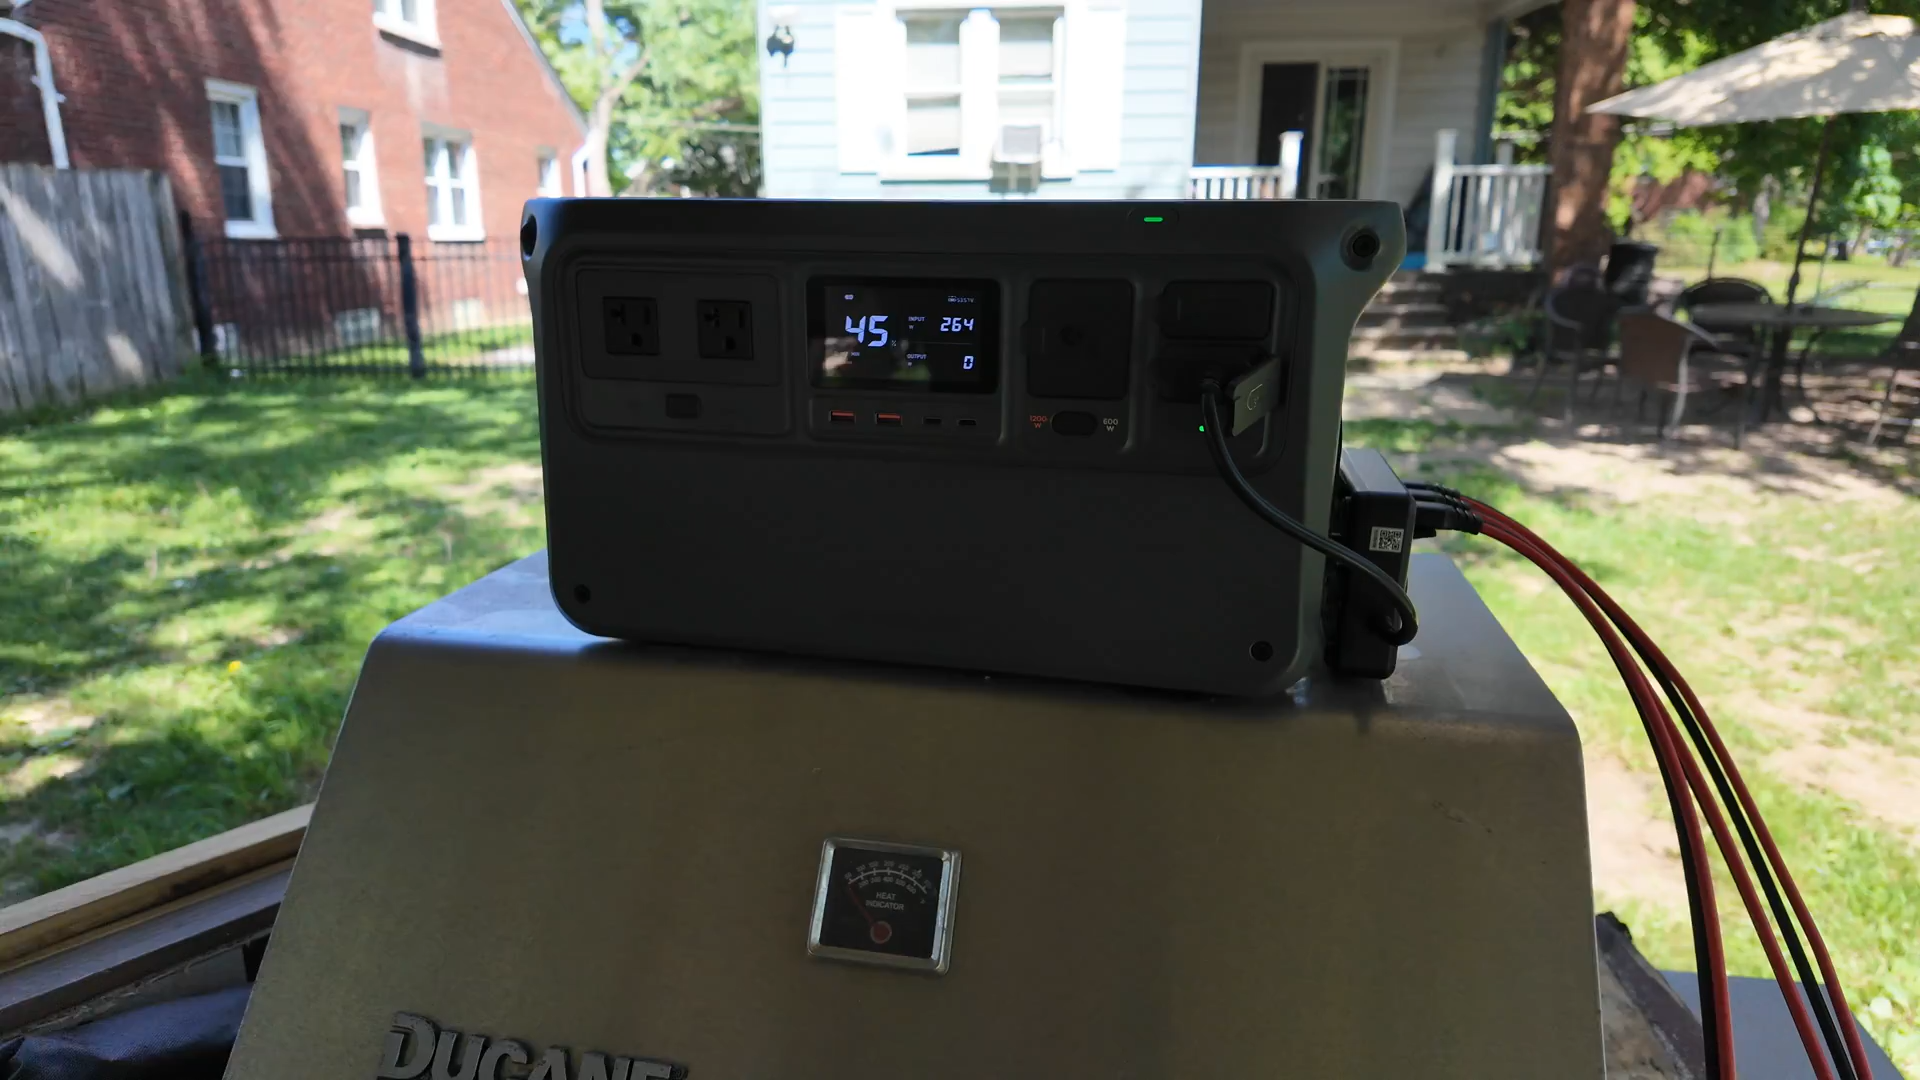 45
%
INPUT
W
264
OUTPUT
W
0
1200
W
600
W
HEAT
INDICATOR
DUCANE